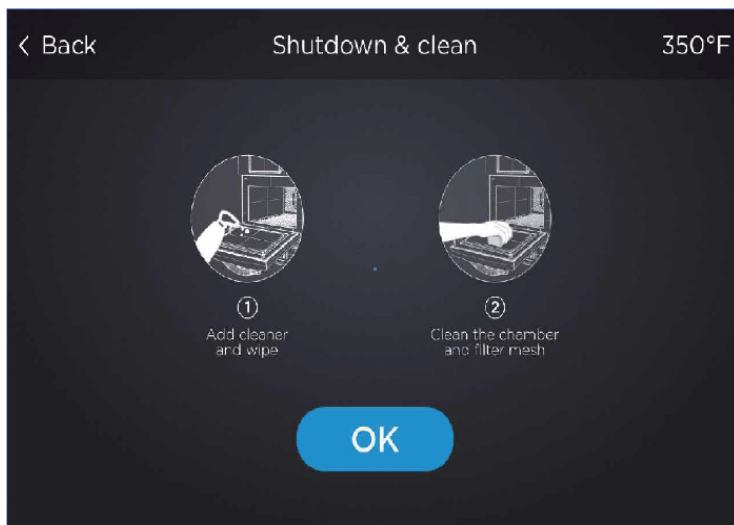 < Back
Shutdown & clean
350°F
1
Add cleaner
and wipe
2
Clean the chamber
and filter mesh
OK